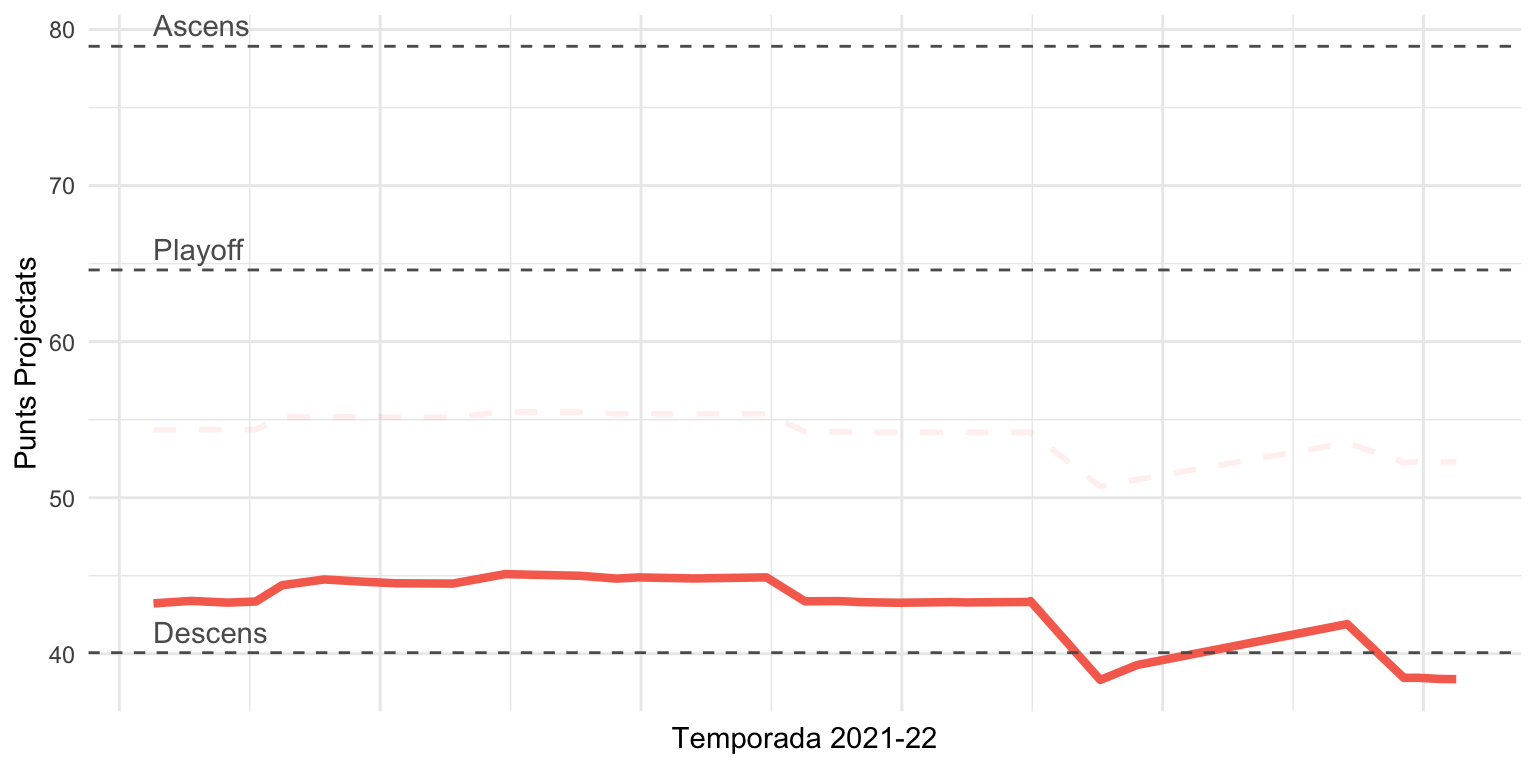 Ascens
80
70
Playoff
60
50
Descens
40
Punts Projectats
Temporada 2021-22